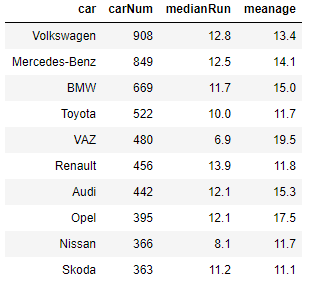 car carNum medianRun meanage
Volkswagen 908 12.8 13.4
Mercedes-Benz 849 12.5 14.1
BMW 669 11.7 15.0
Toyota 522 10.0 11.7
VAZ 480 6.9 19.5
Renault 456 13.9 11.8
Audi 442 12.1 15.3
Opel 395 12.1 17.5
Nissan 366 8.1 11.7
Skoda 363 11.2 11.1